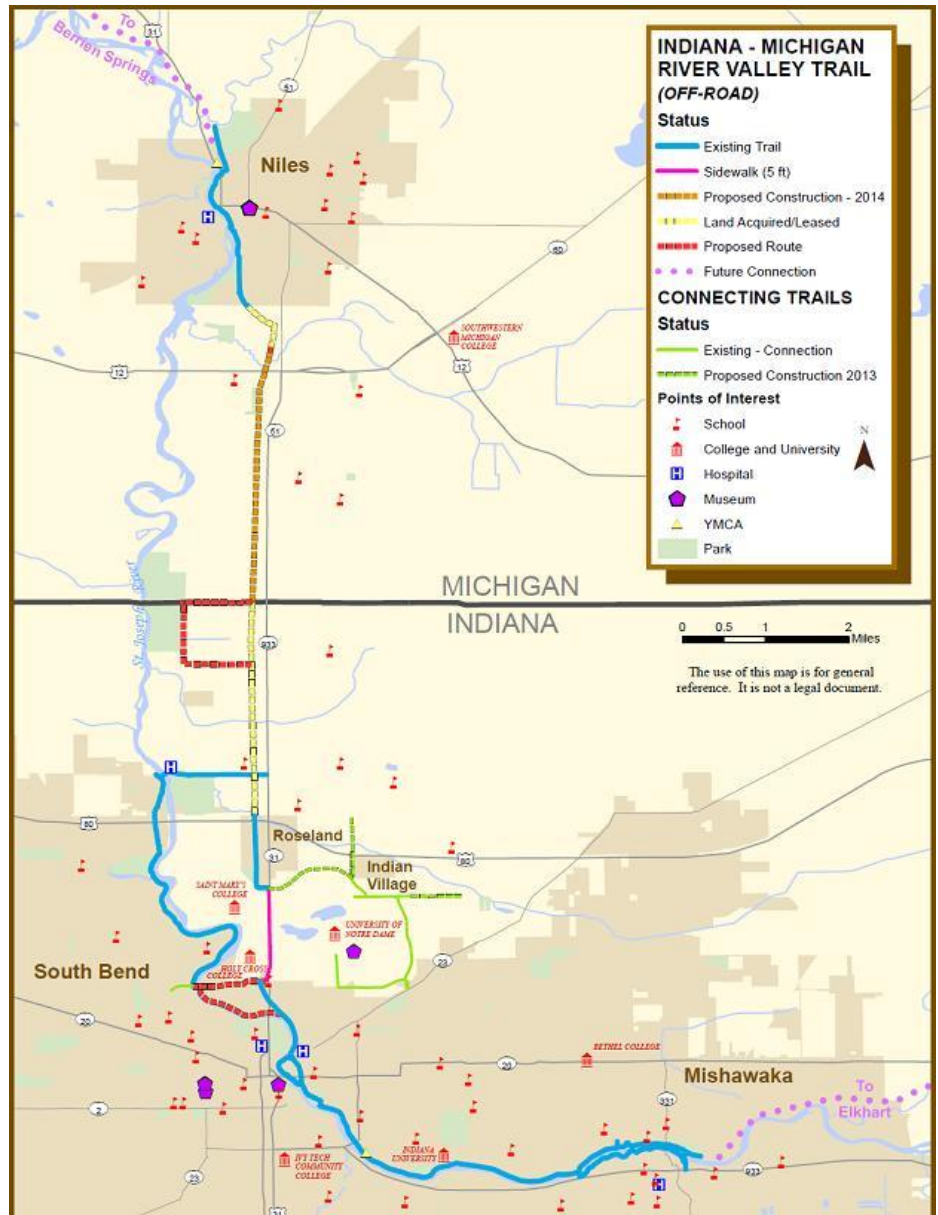 To
Berrien Springs
31
51
Niles
60
SOUTHWESTERN
MICHIGAN
COLLEGE
12
12
51
INDIANA - MICHIGAN
RIVER VALLEY TRAIL
(OFF-ROAD)
Status
Existing Trail
Sidewalk (5 ft)
Proposed Construction - 2014
Land Acquired/Leased
Proposed Route
Future Connection
CONNECTING TRAILS
Status
Existing - Connection
Proposed Construction 2013
Points of Interest
School
College and University
N
H
Hospital
Museum
YMCA
Park
St. Joseph River
MICHIGAN
INDIANA
933
0 0.5 1 2
Miles
The use of this map is for general
reference. It is not a legal document.
H
H
80
Roseland
31
Indian
Village
80
SAINT MARY'S
COLLEGE
UNIVERSITY OF
NOTRE DAME
South Bend
HOLY CROSS
COLLEGE
23
20
H
H
BETHEL COLLEGE
20
Mishawaka
To
Elkhart
2
331
INDIANA
UNIVERSITY
IVY TECH
COMMUNITY
COLLEGE
933
23
H
31